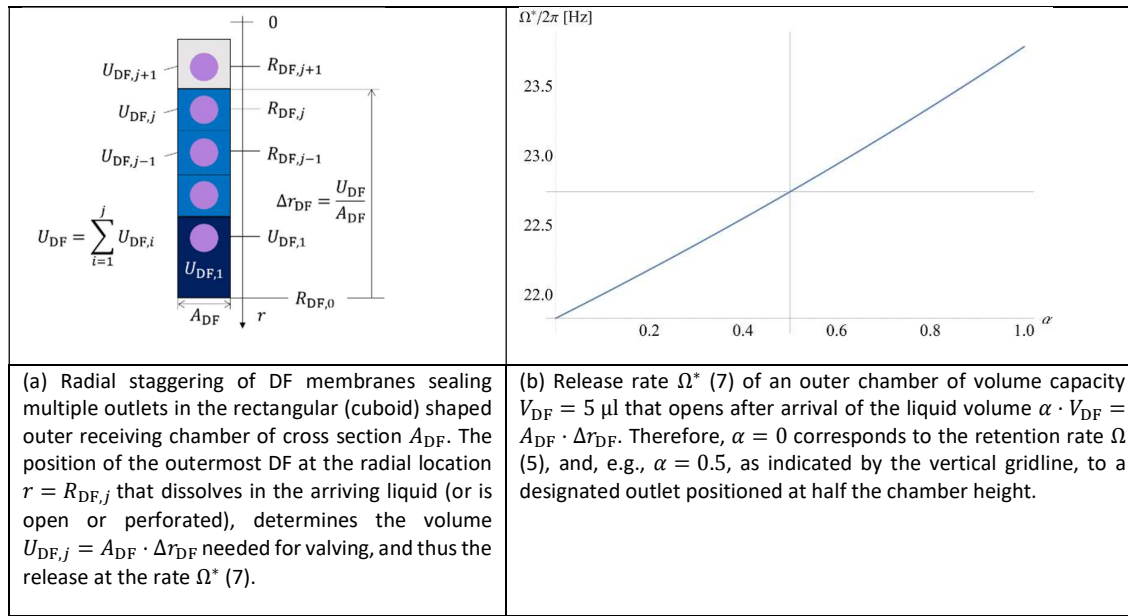 0
U_DF,j+1
R_DF,j+1
U_DF,j
R_DF,j
U_DF,j−1
R_DF,j−1
Δr_DF = U_DF/A_DF
U_DF = ∑_{i=1}^{j} U_DF,i
U_DF,1
U_DF,1
R_DF,0
A_DF
r
Ω*/2π [Hz]
23.5
23.0
22.5
22.0
0.2 0.4 0.6 0.8 1.0 α
(a) Radial staggering of DF membranes sealing
multiple outlets in the rectangular (cuboid) shaped
outer receiving chamber of cross section A_DF. The
position of the outermost DF at the radial location
r = R_DF,j that dissolves in the arriving liquid (or is
open or perforated), determines the volume
U_DF,j = A_DF · Δr_DF needed for valving, and thus the
release at the rate Ω* (7).
(b) Release rate Ω* (7) of an outer chamber of volume capacity
V_DF = 5 μl that opens after arrival of the liquid volume α · V_DF =
A_DF · Δr_DF. Therefore, α = 0 corresponds to the retention rate Ω
(5), and, e.g., α = 0.5, as indicated by the vertical gridline, to a
designated outlet positioned at half the chamber height.